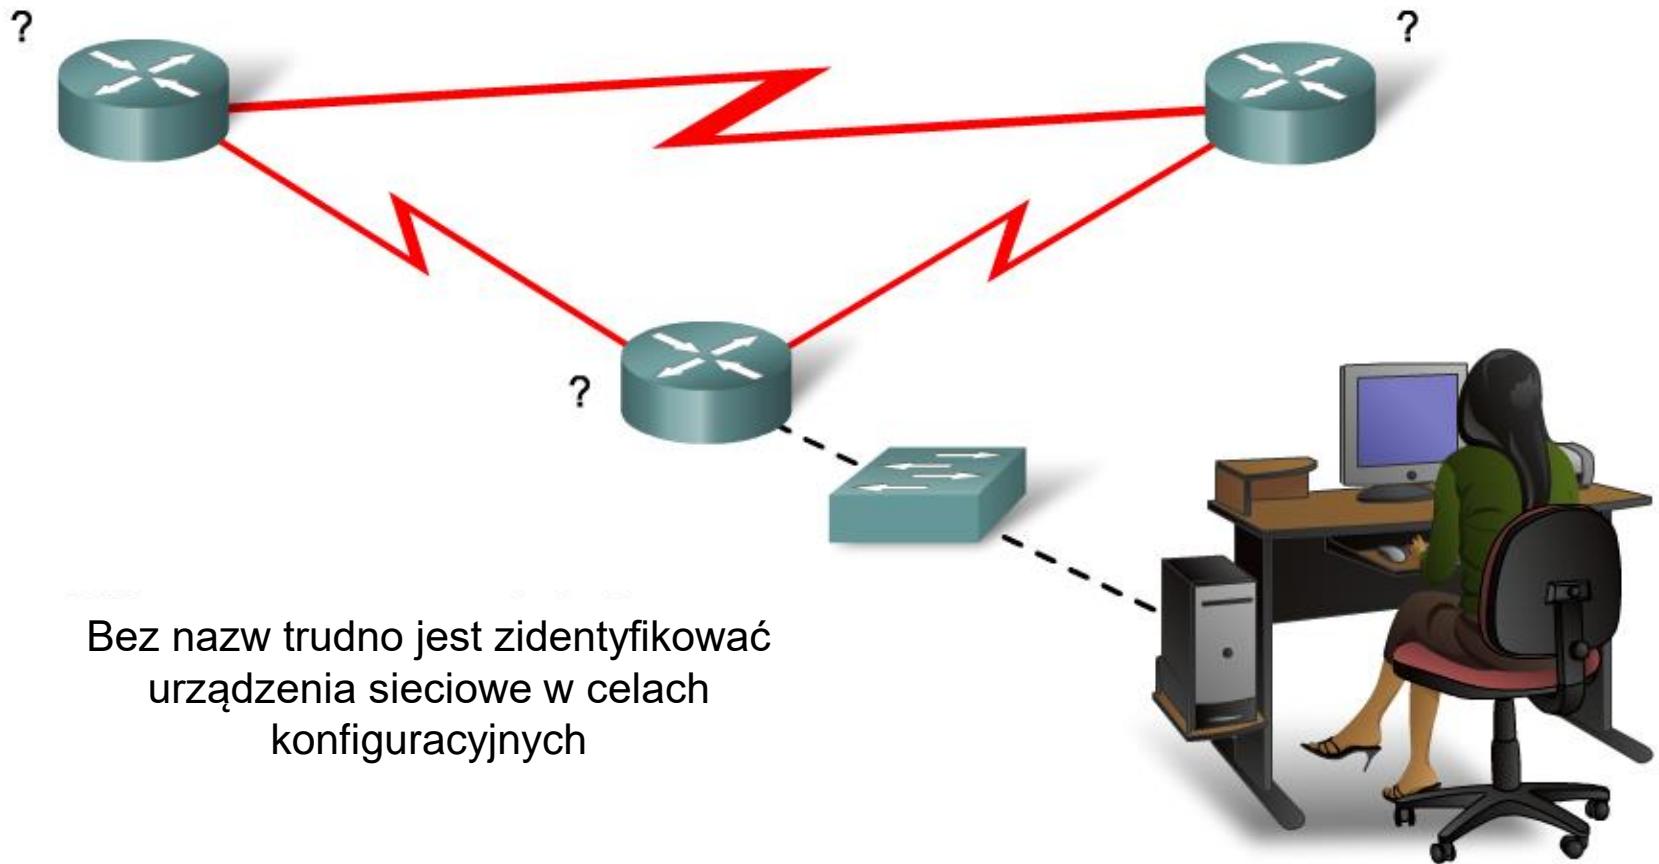 ?
?
?
Bez nazw trudno jest zidentyfikować
urządzenia sieciowe w celach
konfiguracyjnych